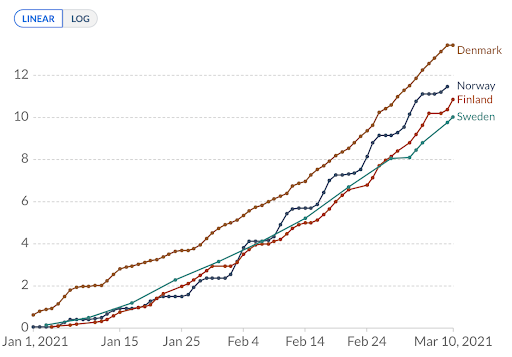 LINEAR LOG
Denmark
12
Norway
Finland
10
Sweden
8
6
4
2
0
Jan 1, 2021 Jan 15 Jan 25 Feb 4 Feb 14 Feb 24 Mar 10, 2021